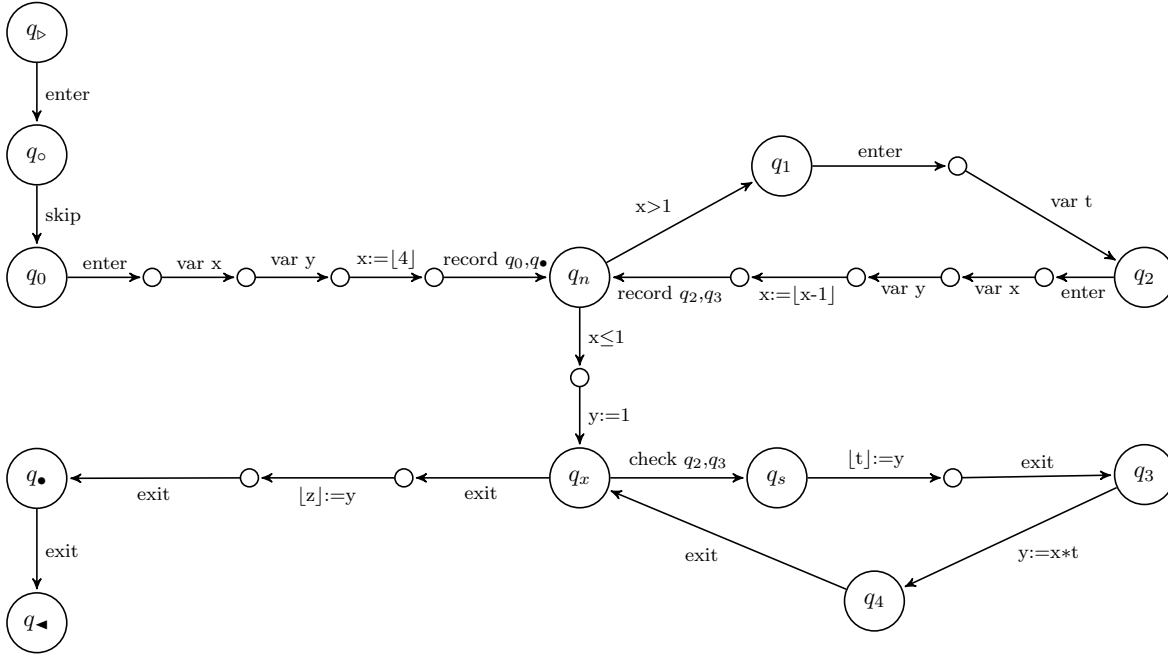 q▷
enter
q○
skip
q0
enter
var x
var y
x:=⌊4⌋
record q0,q●
qn
x>1
q1
enter
var t
q2
enter
var x
var y
x:=⌊x-1⌋
record q2,q3
x≤1
y:=1
qx
check q2,q3
qs
⌊t⌋:=y
exit
q3
y:=x*t
q4
exit
exit
⌊z⌋:=y
exit
q●
exit
q◄